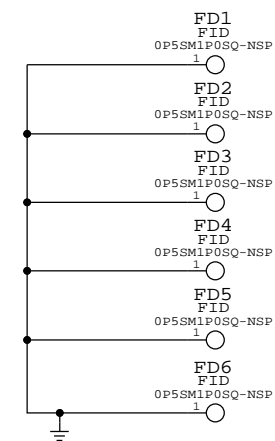 FD1
FID
0P5SM1P0SQ-NSP
1
FD2
FID
0P5SM1P0SQ-NSP
1
FD3
FID
0P5SM1P0SQ-NSP
1
FD4
FID
0P5SM1P0SQ-NSP
1
FD5
FID
0P5SM1P0SQ-NSP
1
FD6
FID
0P5SM1P0SQ-NSP
1